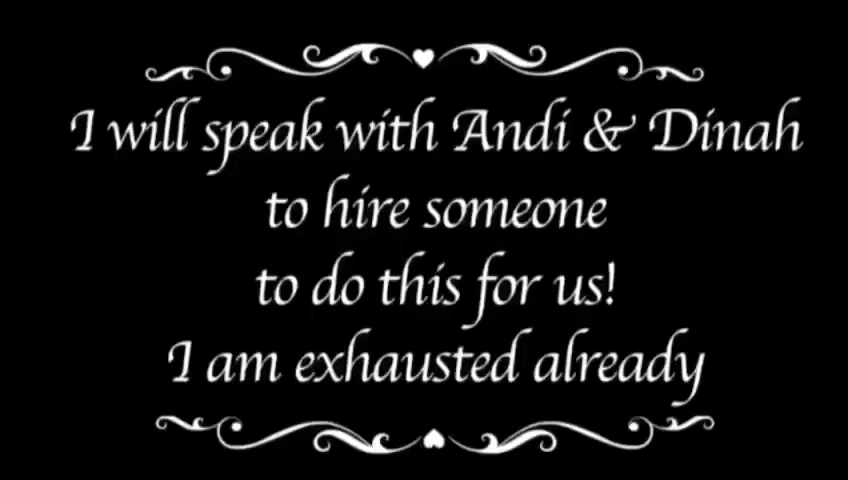 I will speak with Andi & Dinah
to hire someone
to do this for us!
I am exhausted already